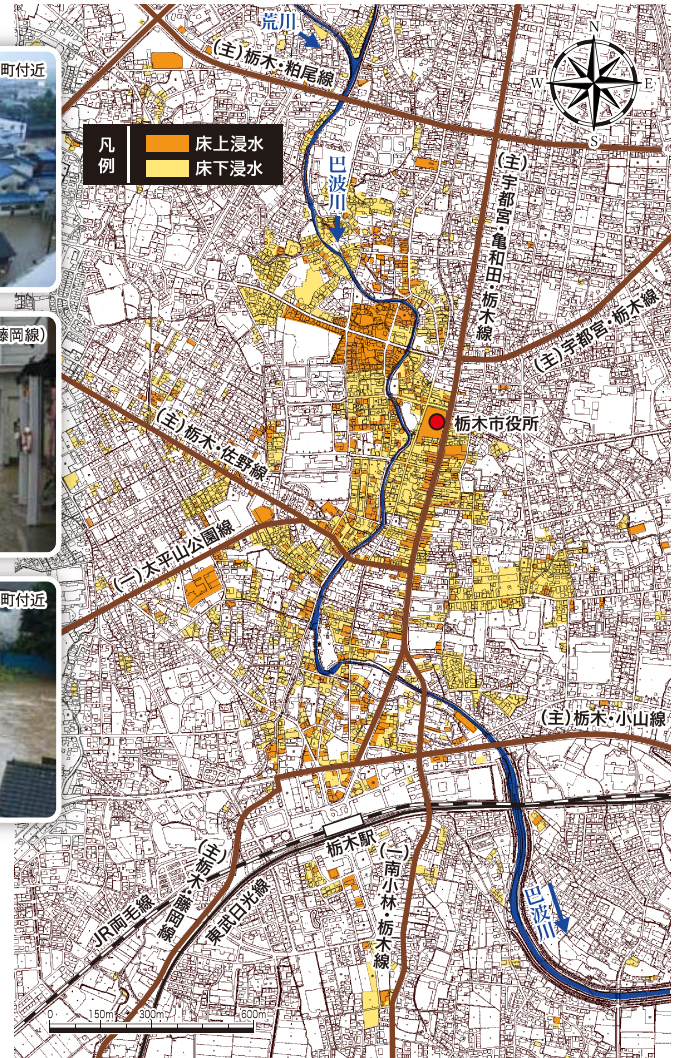 荒川
N
W
E
S
町付近
(主)栃木・粕尾線
凡例
床上浸水
床下浸水
巴波川
(主)宇都宮・亀和田・栃木線
(主)宇都宮・栃木線
藤岡線)
栃木市役所
(主)栃木・佐野線
(一)太平山公園線
町付近
(主)栃木・小山線
栃木駅
(主)栃木・藤岡線
(一)南小林・栃木線
JR両毛線
東武日光線
巴波川
0 150m 300m 600m